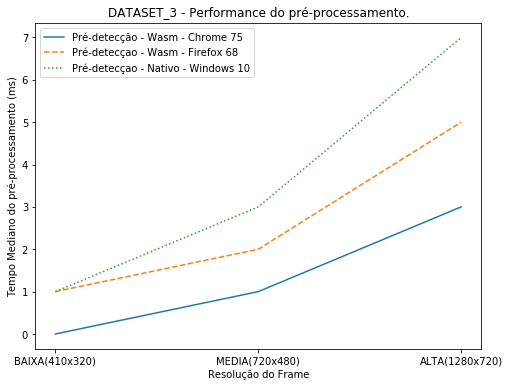 DATASET_3 - Performance do pré-processamento.
Pré-detecção - Wasm - Chrome 75
Pré-detecçao - Wasm - Firefox 68
Pré-detecçao - Nativo - Windows 10
Tempo Mediano do pré-processamento (ms)
7
6
5
4
3
2
1
0
BAIXA(410x320)
MEDIA(720x480)
ALTA(1280x720)
Resolução do Frame